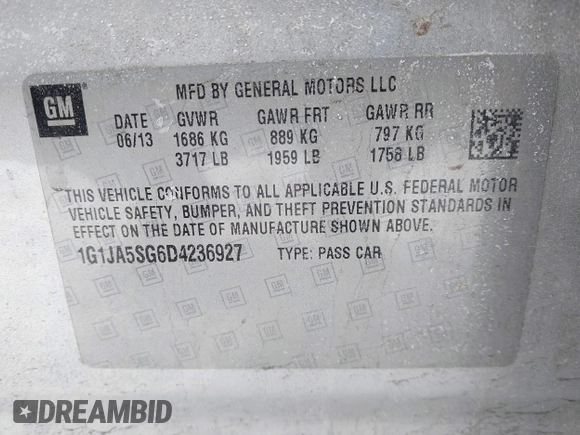 GM
MFD BY GENERAL MOTORS LLC
DATE GVWR GAWR FRT GAWR RR
06/13 1686 KG 889 KG 797 KG
3717 LB 1959 LB 1758 LB
THIS VEHICLE CONFORMS TO ALL APPLICABLE U.S. FEDERAL MOTOR
VEHICLE SAFETY, BUMPER, AND THEFT PREVENTION STANDARDS IN
EFFECT ON THE DATE OF MANUFACTURE SHOWN ABOVE.
1G1JA5SG6D4236927 TYPE: PASS CAR
DREAMBID